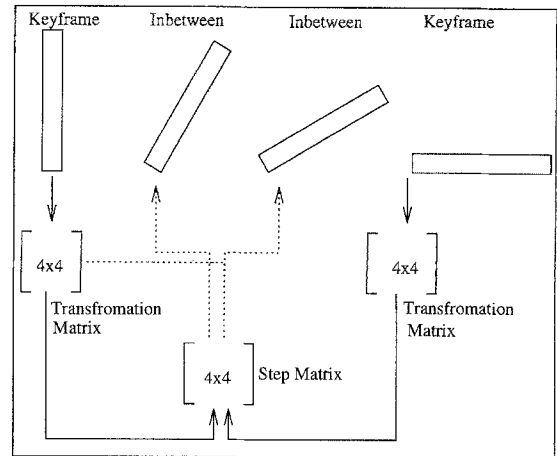 Keyframe Inbetween Inbetween Keyframe
4x4
4x4
Transfromation
Matrix
Transfromation
Matrix
4x4
Step Matrix